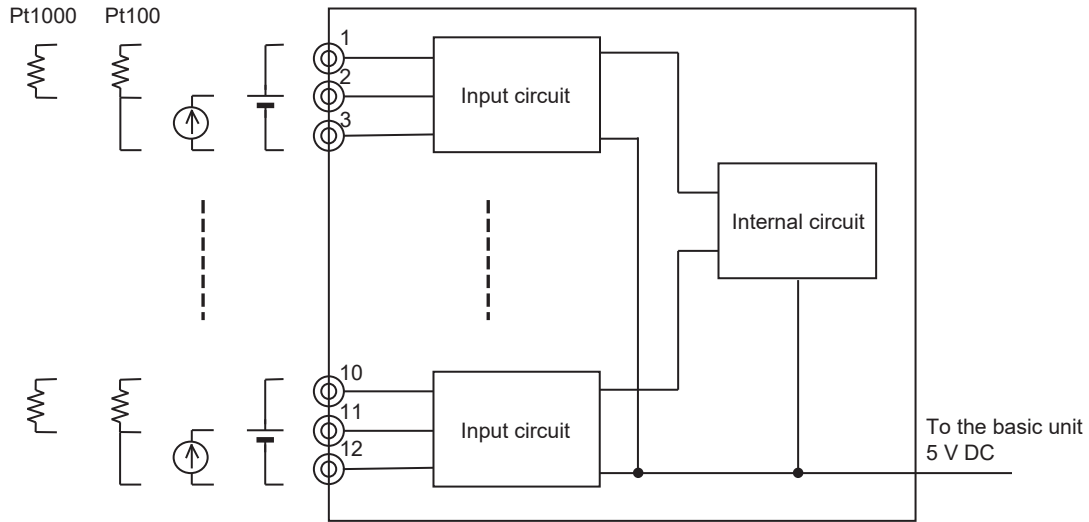 Pt1000
Pt100
1
2
3
Input circuit
Internal circuit
10
11
12
Input circuit
To the basic unit
5 V DC